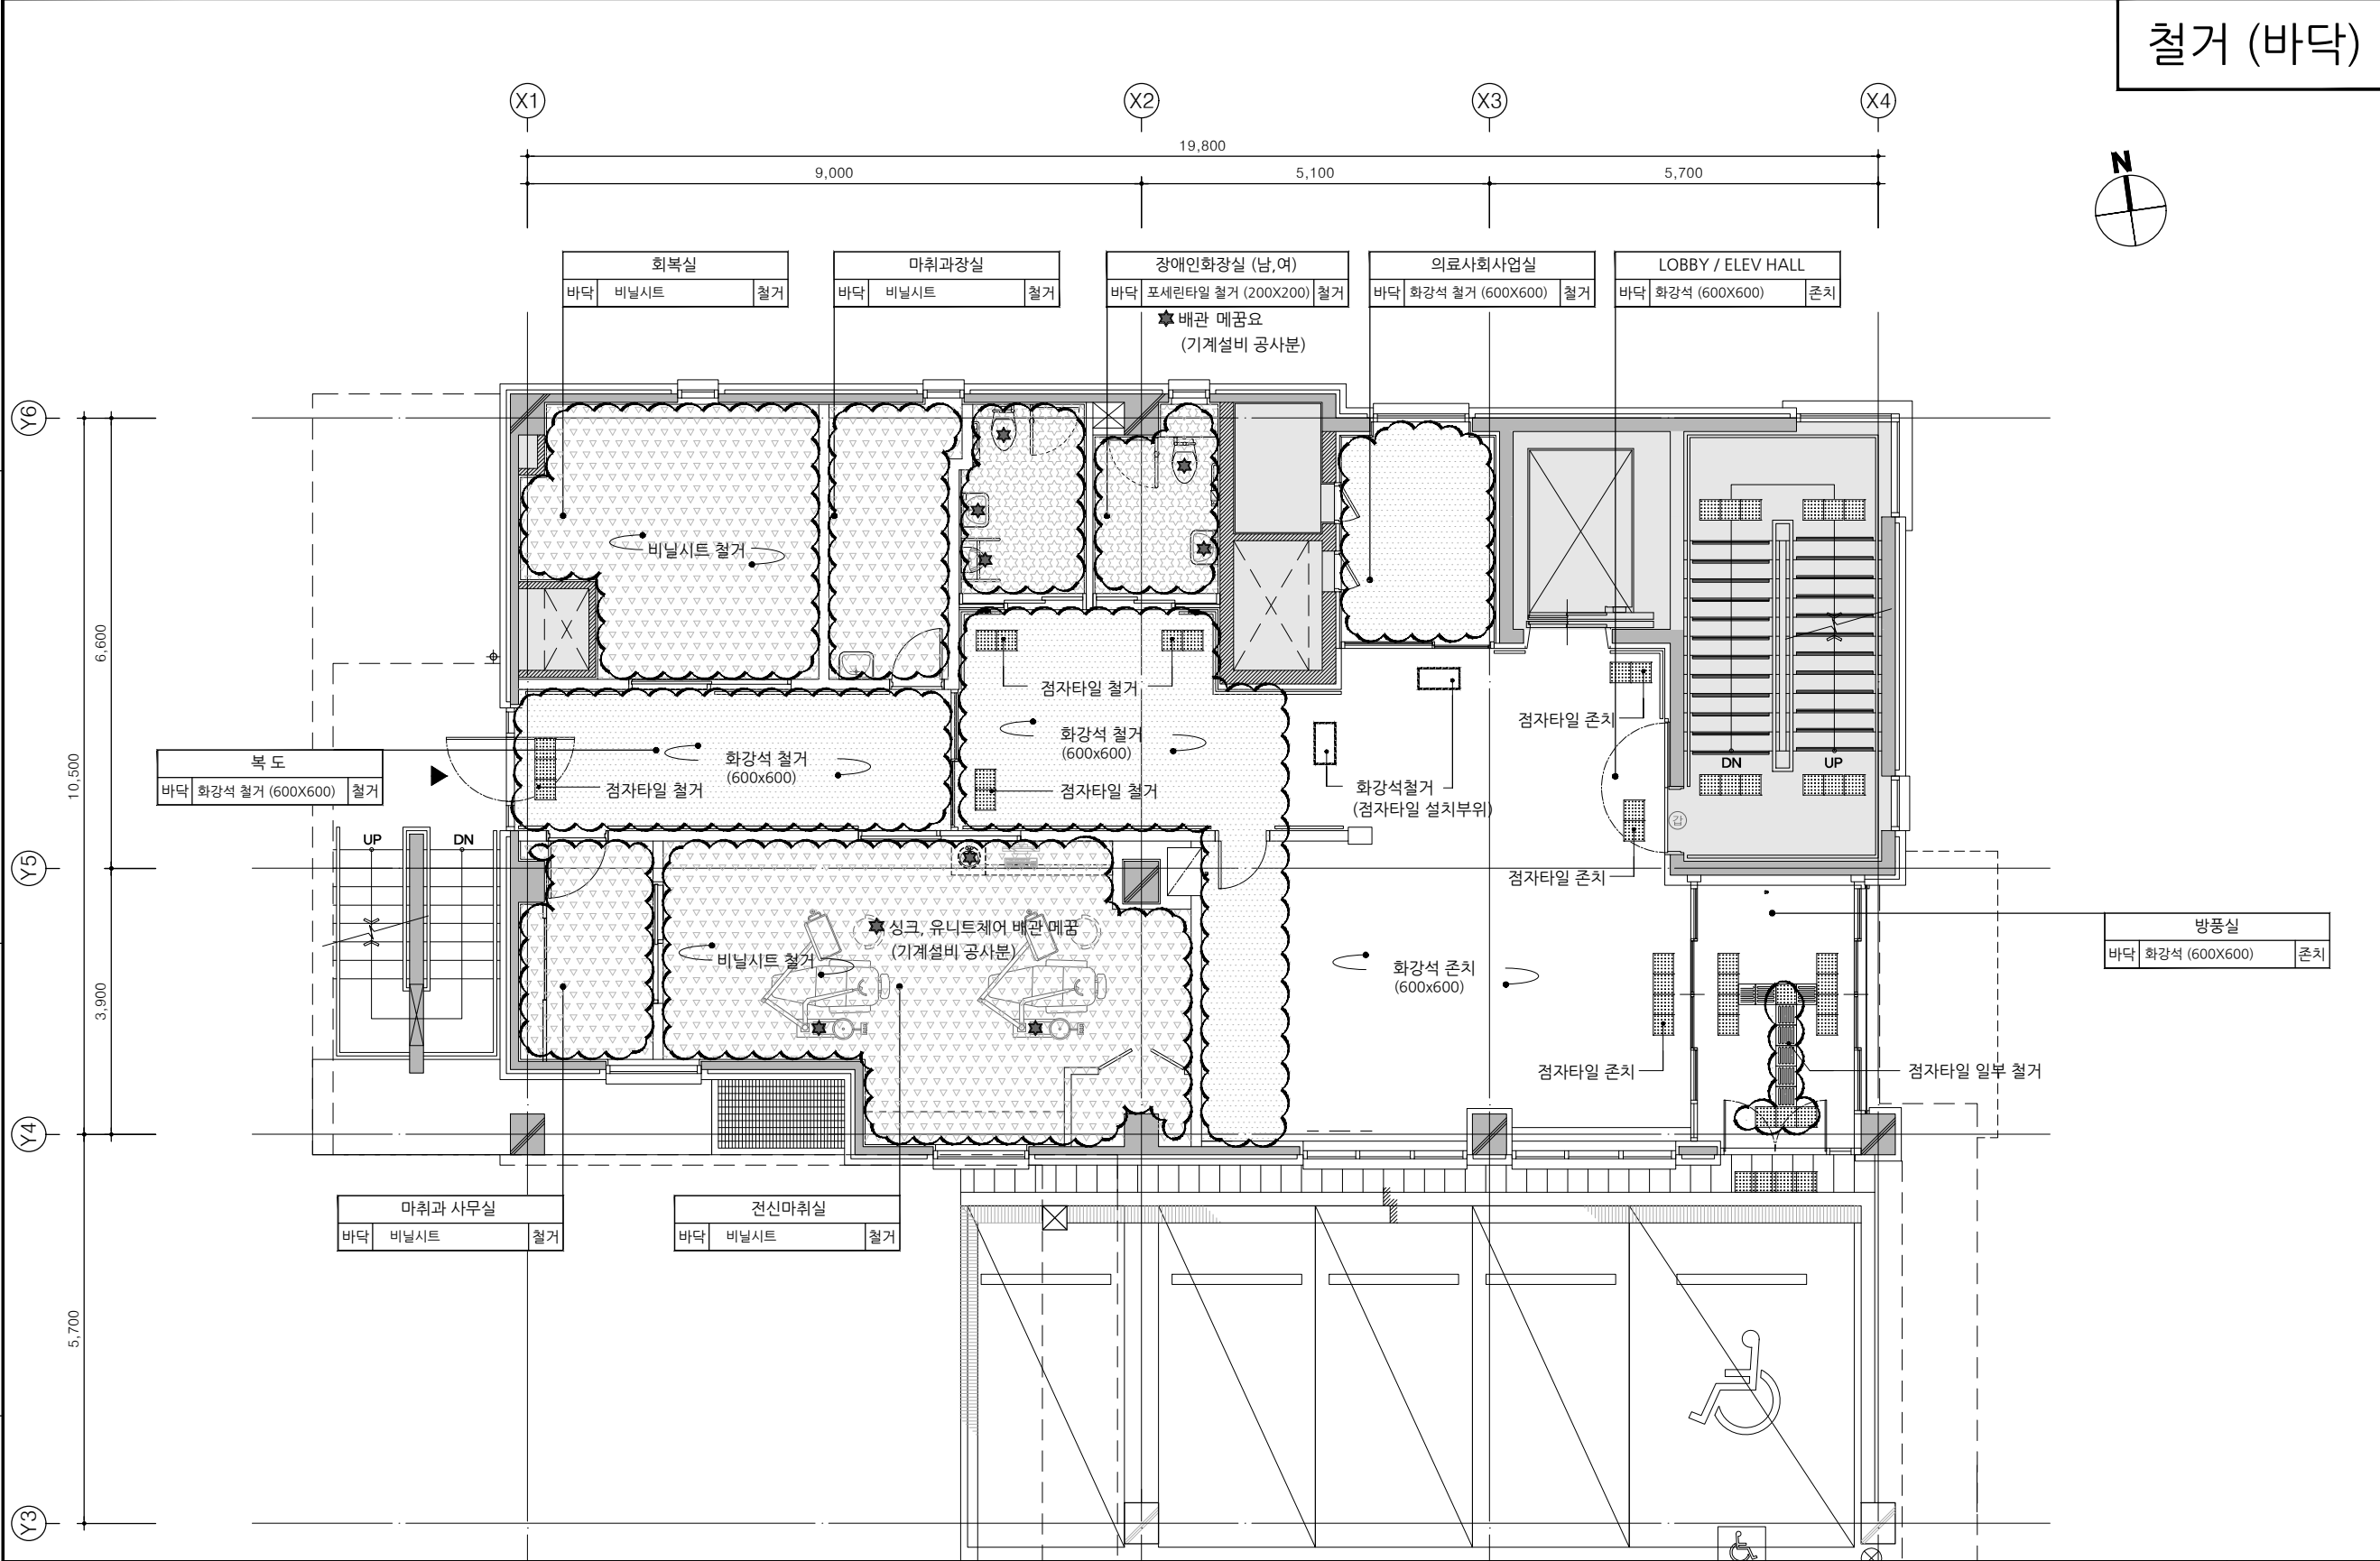 철거 (바닥)
X1
X2
X3
X4
19,800
9,000
5,100
5,700
N
회복실
바닥 비닐시트 철거
마취과장실
바닥 비닐시트 철거
장애인화장실 (남,여)
바닥 포세린타일 철거 (200X200) 철거
배관 메꿈요
(기계설비 공사분)
의료사회사업실
바닥 화강석 철거 (600X600) 철거
LOBBY / ELEV HALL
바닥 화강석 (600X600) 존치
Y6
Y5
Y4
Y3
6,600
10,500
3,900
5,700
비닐시트 철거
점자타일 철거
화강석 철거
(600x600)
점자타일 철거
화강석 철거
(600x600)
점자타일 철거
복 도
바닥 화강석 철거 (600X600) 철거
점자타일 존치
화강석철거
(점자타일 설치부위)
DN
UP
갑
UP
DN
점자타일 존치
싱크, 유니트체어 배관 메꿈
(기계설비 공사분)
비닐시트 철거
화강석 존치
(600x600)
방풍실
바닥 화강석 (600X600) 존치
점자타일 존치
점자타일 일부 철거
마취과 사무실
바닥 비닐시트 철거
전신마취실
바닥 비닐시트 철거